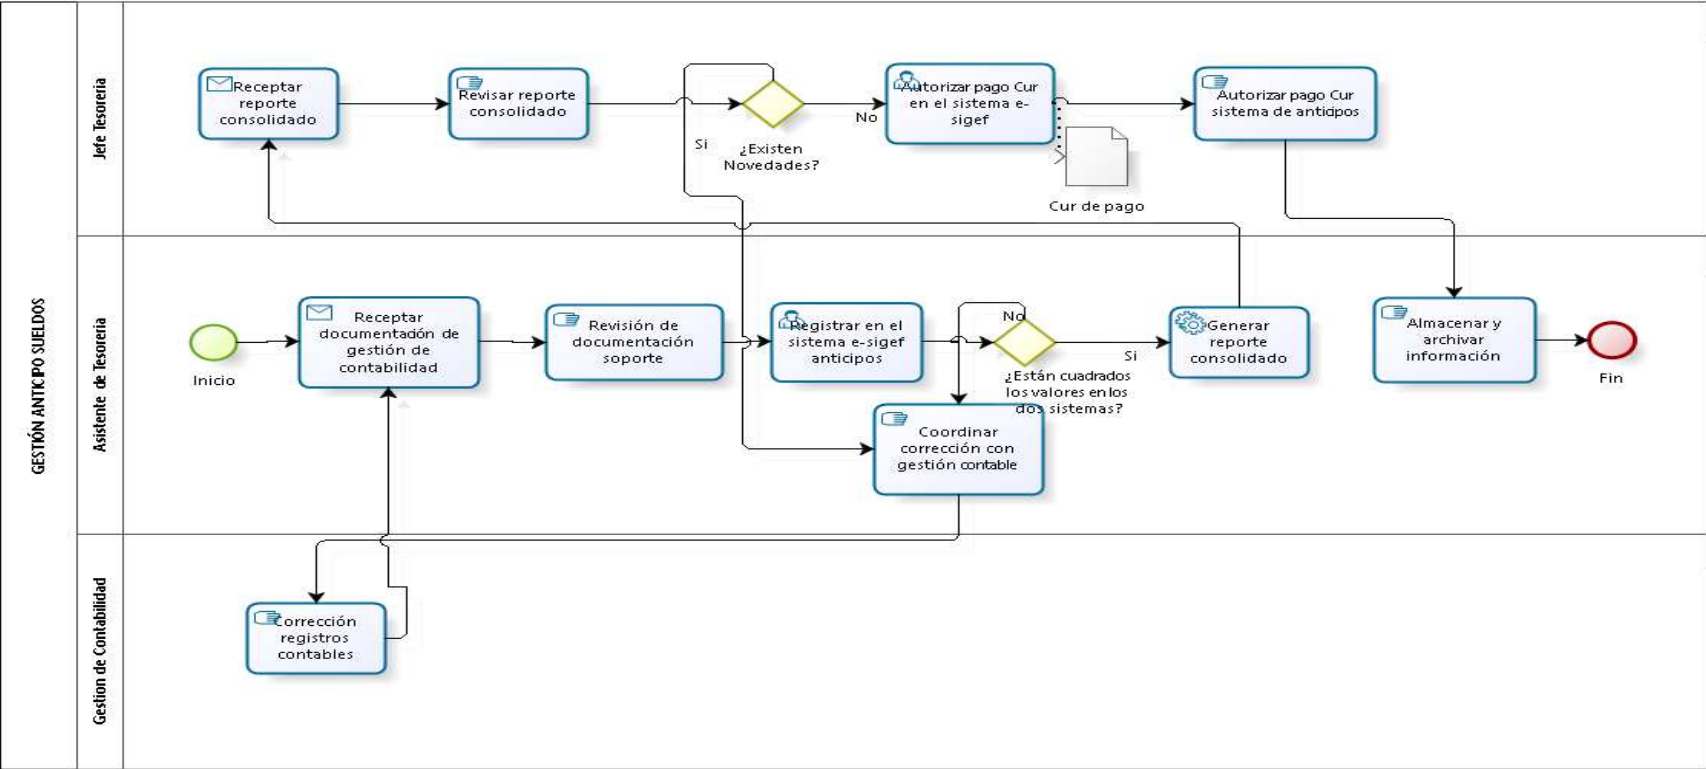 GESTIÓN ANTICIPO SUELDOS
Jefe Tesoreria
Receptar
reporte
consolidado
Revisar reporte
consolidado
Si
¿Existen
Novedades?
No
Autorizar pago Cur
en el sistema e-
sigef
Cur de pago
Autorizar pago Cur
sistema de anticipos
Asistente de Tesoreria
Inicio
Receptar
documentación de
gestión de
contabilidad
Revisión de
documentación
soporte
Registrar en el
sistema e-sigef
anticipos
No
¿Están cuadrados
los valores en los
dos sistemas?
Si
Generar
reporte
consolidado
Almacenar y
archivar
información
Fin
Coordinar
corrección con
gestión contable
Gestion de Contabilidad
Corrección
registros
contables